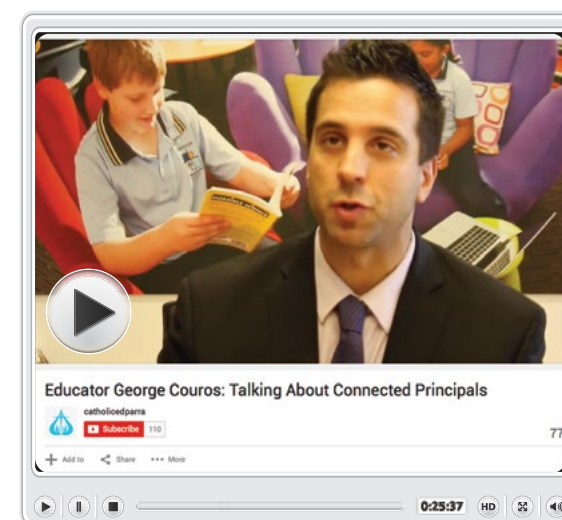 Educator George Couros: Talking About Connected Principals
catholicedparra
Subscribe 110
77
Add to Share More
0:25:37 HD